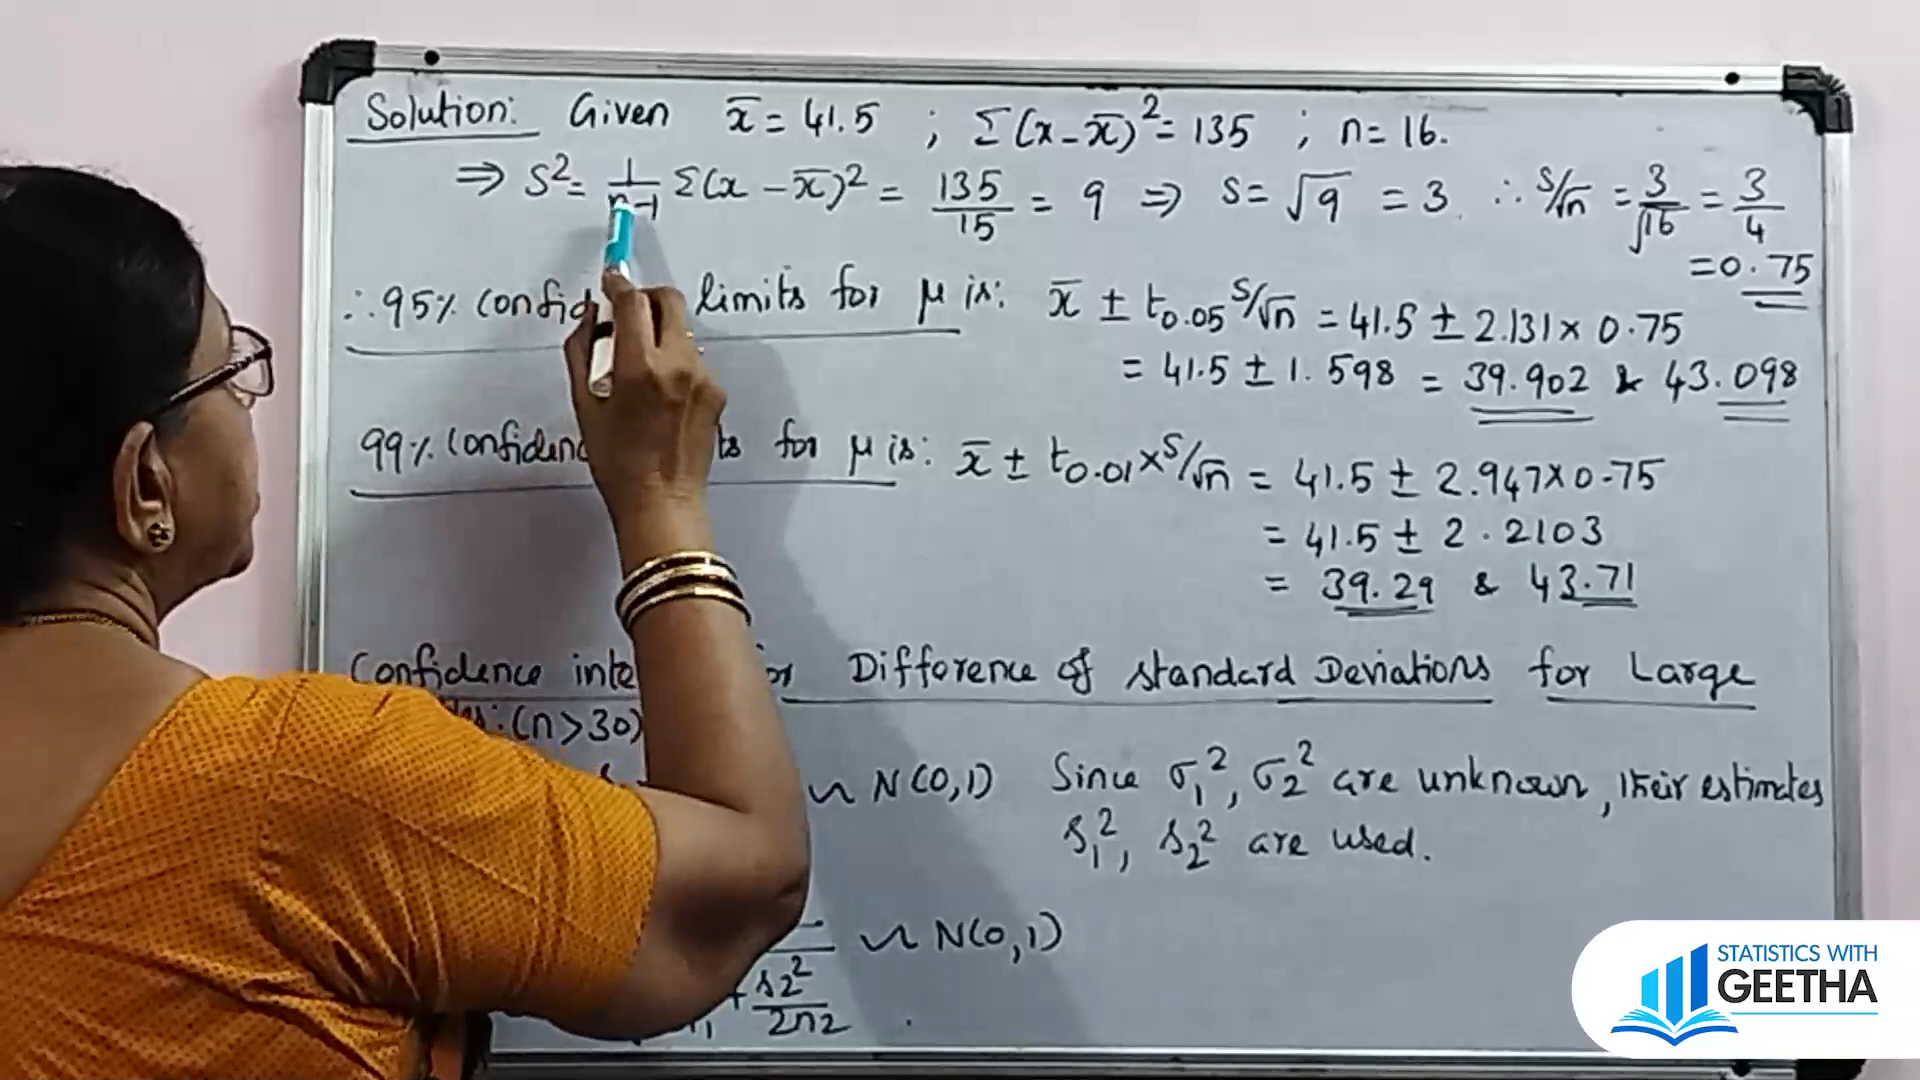 Solution: Given x̄ = 41.5 ; Σ(x-x̄)² = 135 ; n = 16.
⇒ S² = 1/n-1 Σ(x-x̄)² = 135/15 = 9 ⇒ S = √9 = 3. ∴ S/√n = 3/√16 = 3/4
= 0.75
∴ 95% limits for μ is: x̄ ± t0.05 S/√n = 41.5 ± 2.131 × 0.75
= 41.5 ± 1.598 = 39.902 & 43.098
99% for μ is: x̄ ± t0.01 × S/√n = 41.5 ± 2.947 × 0.75
= 41.5 ± 2.2103
= 39.29 & 43.71
Confidence Difference of Standard Deviations for Large
(n>30)
~ N(0,1) Since σ₁², σ₂² are unknown, their estimates
s₁², s₂² are used.
~ N(0,1)
+ s₂²/2n₂
STATISTICS WITH
GEETHA